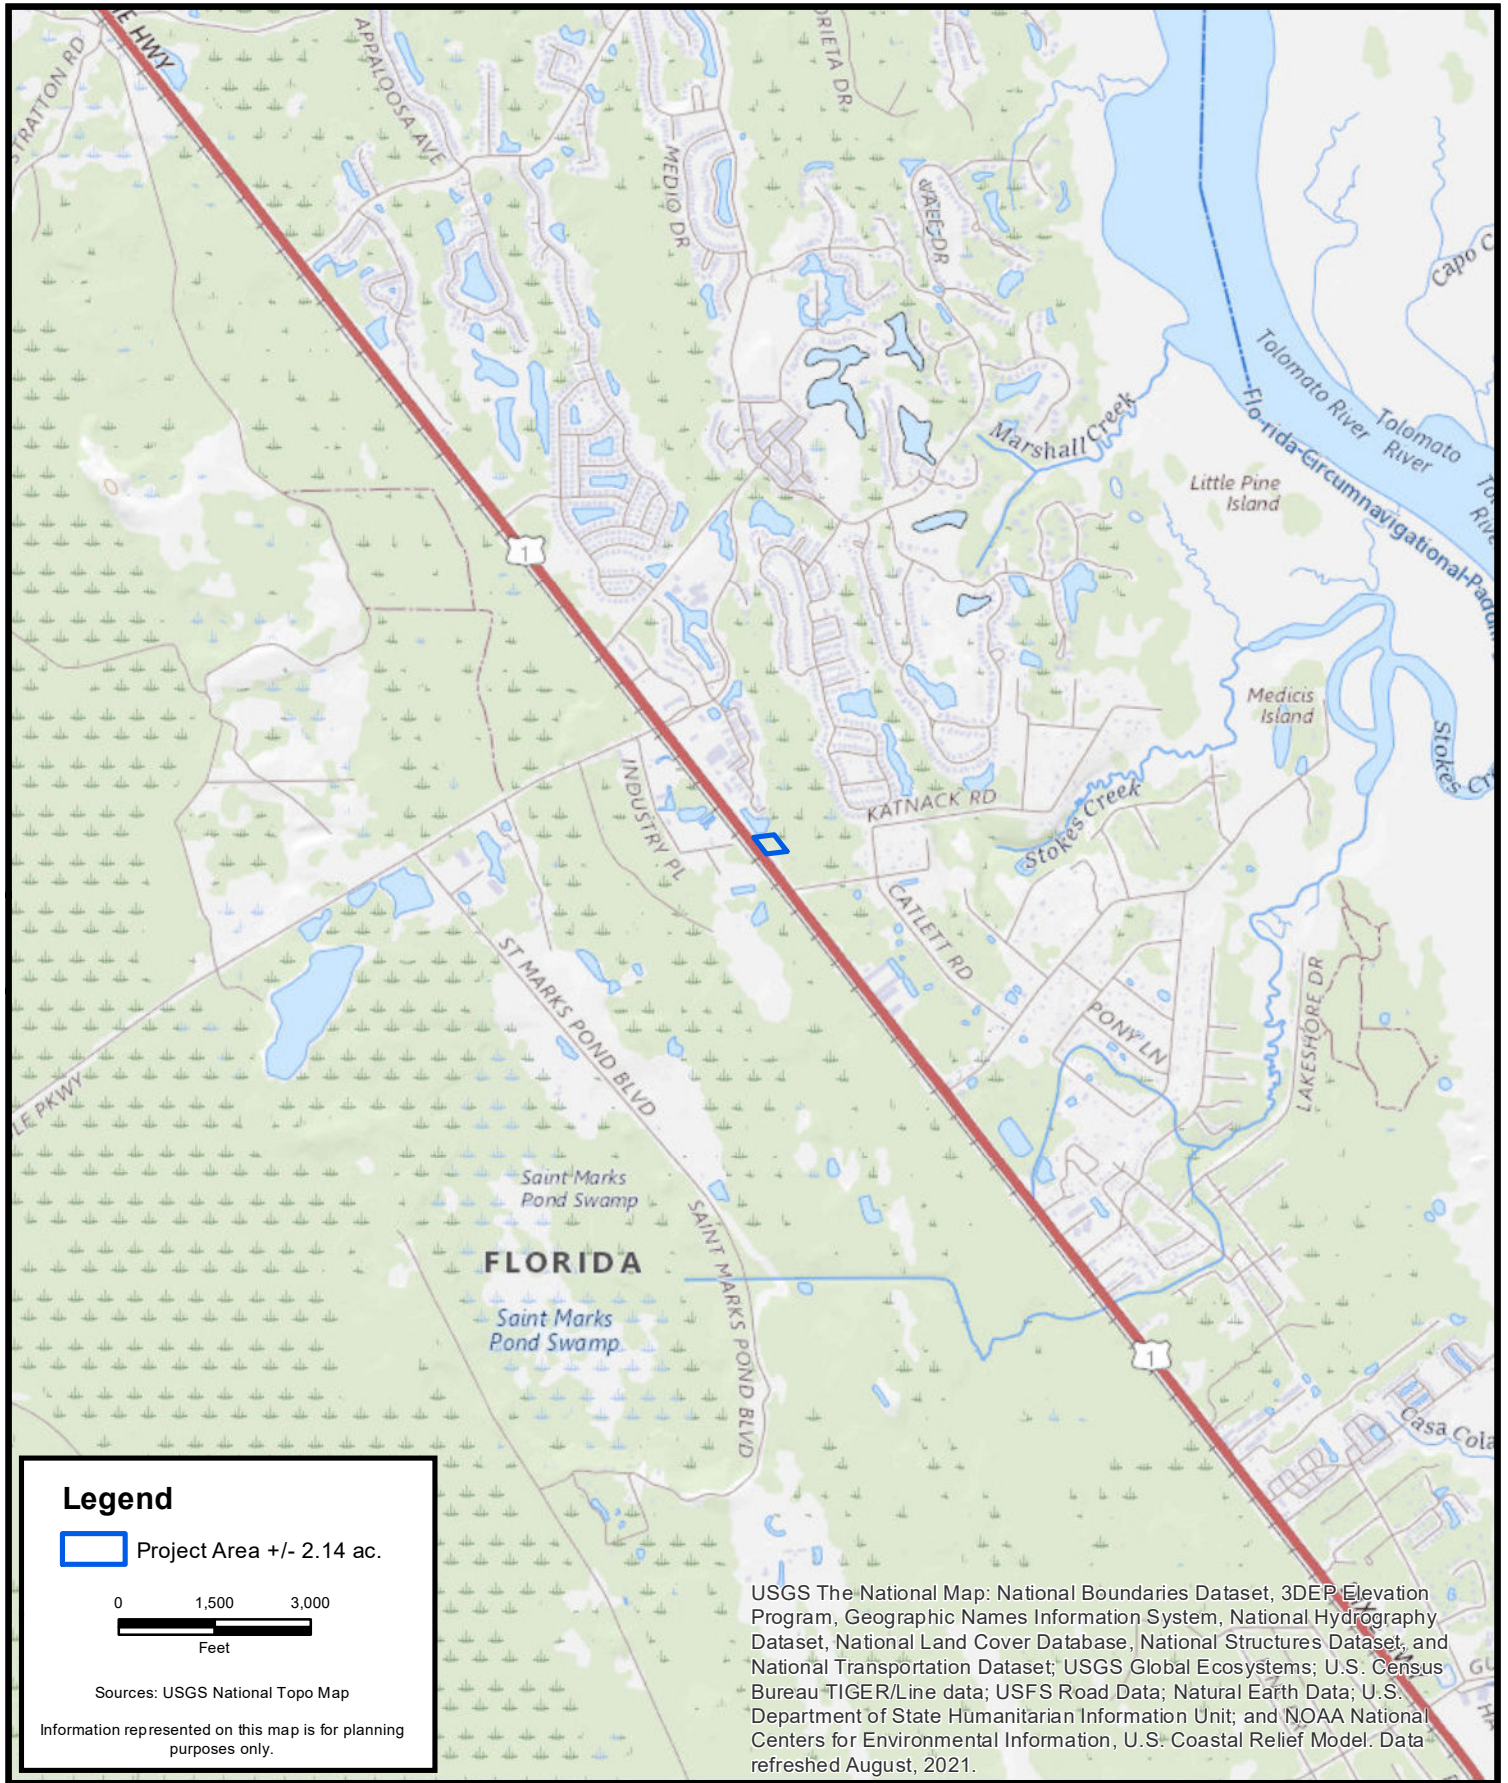 IE HWY
STRATTON RD
APPALOOSA AVE
ORIETA DR
MEDIO DR
VALE DR
Capo C
Tolomato River
Tolomato
River
Marshall Creek
Little Pine
Island
Florida-Circumnavigational-Paddli
1
Medicis
Island
Stokes Cr
INDUSTRY PL
KATNACK RD
Stokes Creek
CATLETT RD
ST MARKS POND BLVD
PONY LN
LAKESHORE DR
LF PKWY
Saint Marks
Pond Swamp
FLORIDA
SAINT MARKS POND BLVD
Saint Marks
Pond Swamp
1
Casa Cola
Legend
Project Area +/- 2.14 ac.
0 1,500 3,000
Feet
Sources: USGS National Topo Map
Information represented on this map is for planning
purposes only.
USGS The National Map: National Boundaries Dataset, 3DEP Elevation
Program, Geographic Names Information System, National Hydrography
Dataset, National Land Cover Database, National Structures Dataset, and
National Transportation Dataset; USGS Global Ecosystems; U.S. Census
Bureau TIGER/Line data; USFS Road Data; Natural Earth Data; U.S.
Department of State Humanitarian Information Unit; and NOAA National
Centers for Environmental Information, U.S. Coastal Relief Model. Data
refreshed August, 2021.